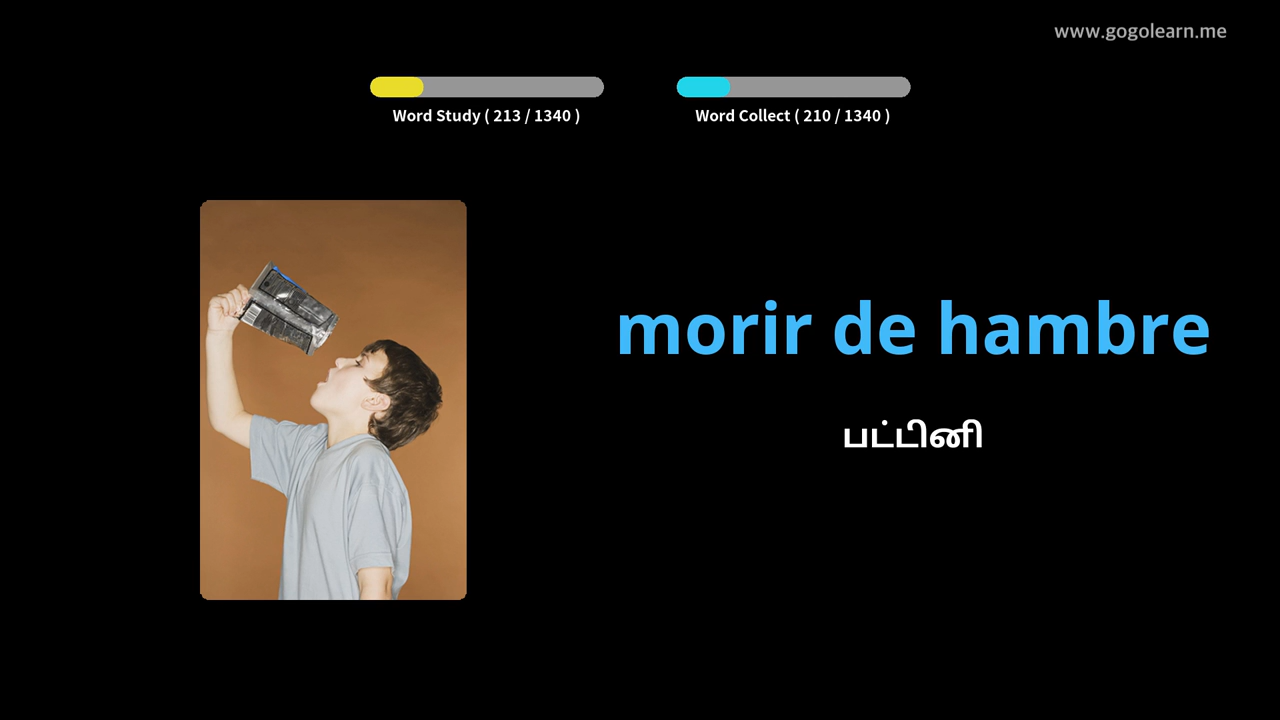 www.gogolearn.me
Word Study ( 213 / 1340 )
Word Collect ( 210 / 1340 )
morir de hambre
பட்டினி